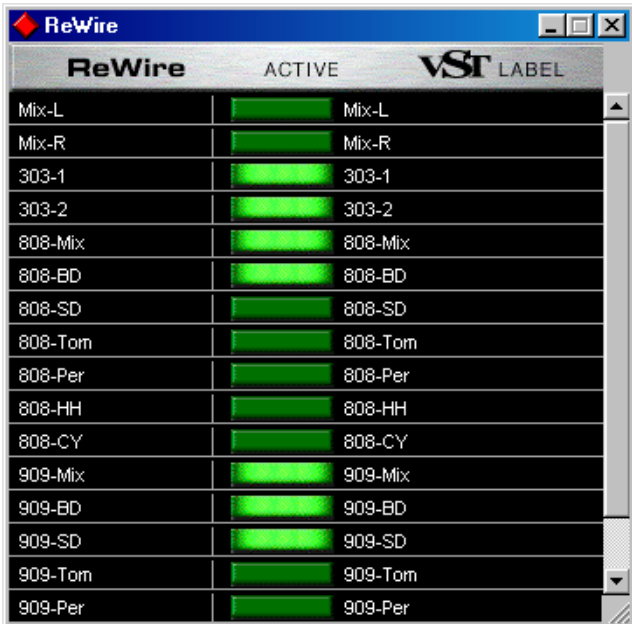 ReWire
ReWire ACTIVE VST LABEL
Mix-L Mix-L
Mix-R Mix-R
303-1 303-1
303-2 303-2
808-Mix 808-Mix
808-BD 808-BD
808-SD 808-SD
808-Tom 808-Tom
808-Per 808-Per
808-HH 808-HH
808-CY 808-CY
909-Mix 909-Mix
909-BD 909-BD
909-SD 909-SD
909-Tom 909-Tom
909-Per 909-Per